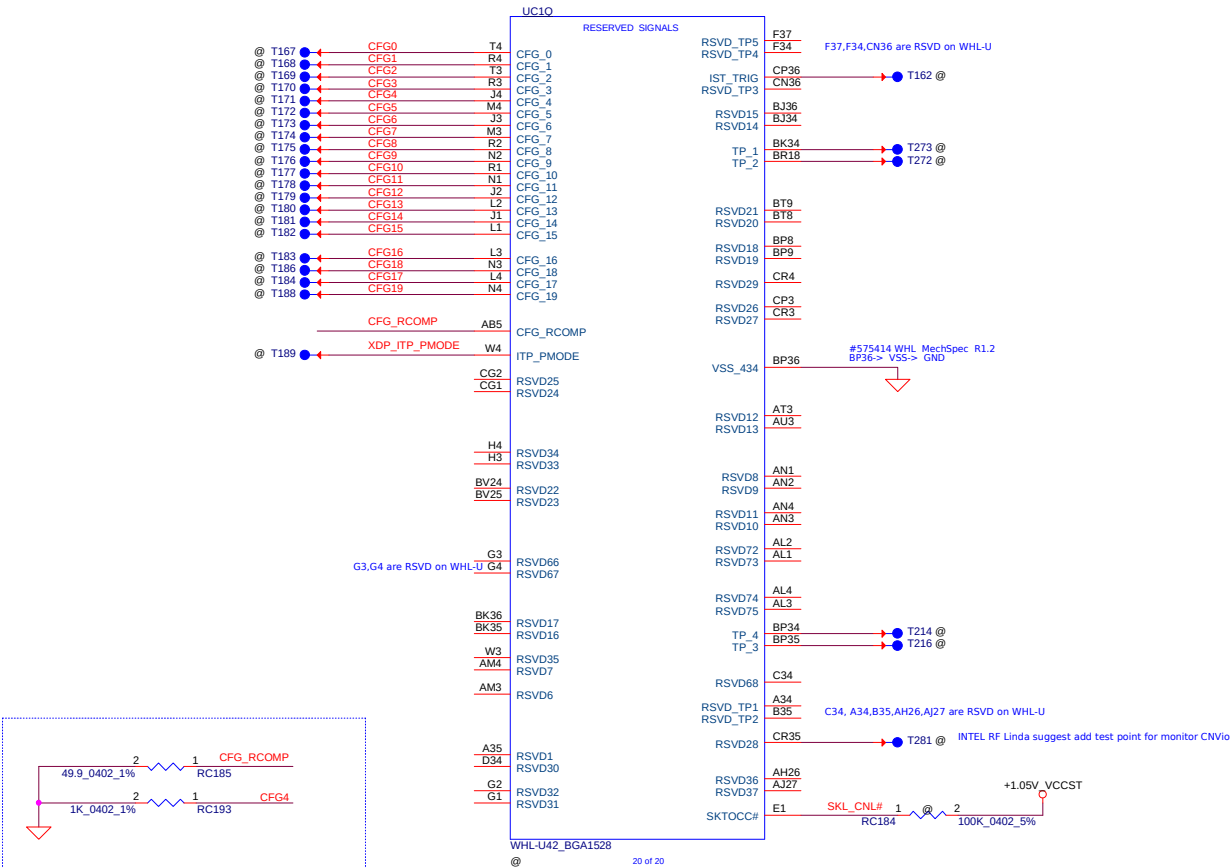 UC1Q
RESERVED SIGNALS
@ T167 CFG0 T4 CFG_0
@ T168 CFG1 R4 CFG_1
@ T169 CFG2 T3 CFG_2
@ T170 CFG3 R3 CFG_3
@ T171 CFG4 J4 CFG_4
@ T172 CFG5 M4 CFG_5
@ T173 CFG6 J3 CFG_6
@ T174 CFG7 M3 CFG_7
@ T175 CFG8 R2 CFG_8
@ T176 CFG9 N2 CFG_9
@ T177 CFG10 R1 CFG_10
@ T178 CFG11 N1 CFG_11
@ T179 CFG12 J2 CFG_12
@ T180 CFG13 L2 CFG_13
@ T181 CFG14 J1 CFG_14
@ T182 CFG15 L1 CFG_15
@ T183 CFG16 L3 CFG_16
@ T186 CFG18 N3 CFG_18
@ T184 CFG17 L4 CFG_17
@ T188 CFG19 N4 CFG_19
CFG_RCOMP AB5 CFG_RCOMP
@ T189 XDP_ITP_PMODE W4 ITP_PMODE
CG2 RSVD25
CG1 RSVD24
H4 RSVD34
H3 RSVD33
BV24 RSVD22
BV25 RSVD23
G3 RSVD66
G3,G4 are RSVD on WHL-U G4 RSVD67
BK36 RSVD17
BK35 RSVD16
W3 RSVD35
AM4 RSVD7
AM3 RSVD6
A35 RSVD1
D34 RSVD30
G2 RSVD32
G1 RSVD31
RSVD_TP5 F37
RSVD_TP4 F34
F37,F34,CN36 are RSVD on WHL-U
IST_TRIG CP36 T162 @
RSVD_TP3 CN36
RSVD15 BJ36
RSVD14 BJ34
TP_1 BK34 T273 @
TP_2 BR18 T272 @
RSVD21 BT9
RSVD20 BT8
RSVD18 BP8
RSVD19 BP9
RSVD29 CR4
RSVD26 CP3
RSVD27 CR3
#575414 WHL MechSpec R1.2
BP36-> VSS-> GND
VSS_434 BP36
RSVD12 AT3
RSVD13 AU3
RSVD8 AN1
RSVD9 AN2
RSVD11 AN4
RSVD10 AN3
RSVD72 AL2
RSVD73 AL1
RSVD74 AL4
RSVD75 AL3
TP_4 BP34 T214 @
TP_3 BP35 T216 @
RSVD68 C34
RSVD_TP1 A34
RSVD_TP2 B35
C34, A34,B35,AH26,AJ27 are RSVD on WHL-U
RSVD28 CR35 T281 @ INTEL RF Linda suggest add test point for monitor CNVio
RSVD36 AH26
RSVD37 AJ27
+1.05V_VCCST
SKTOCC# E1 SKL_CNL# 1 @ 2
RC184 100K_0402_5%
2 1 CFG_RCOMP
49.9_0402_1% RC185
2 1 CFG4
1K_0402_1% RC193
WHL-U42_BGA1528
@
20 of 20